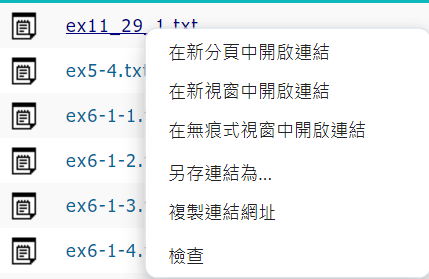 ex11_29_1.txt
在新分頁中開啟連結
ex5-4.txt
在新視窗中開啟連結
ex6-1-1.
在無痕式視窗中開啟連結
ex6-1-2.
另存連結為...
ex6-1-3.
複製連結網址
ex6-1-4.
檢查